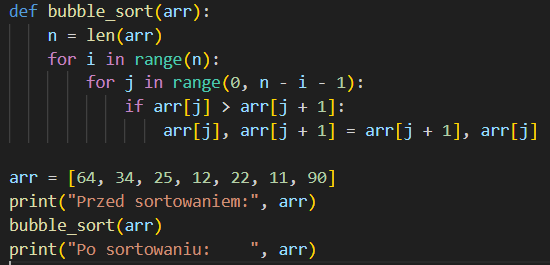 def bubble_sort(arr):
    n = len(arr)
    for i in range(n):
        for j in range(0, n - i - 1):
            if arr[j] > arr[j + 1]:
                arr[j], arr[j + 1] = arr[j + 1], arr[j]

arr = [64, 34, 25, 12, 22, 11, 90]
print("Przed sortowaniem:", arr)
bubble_sort(arr)
print("Po sortowaniu:    ", arr)